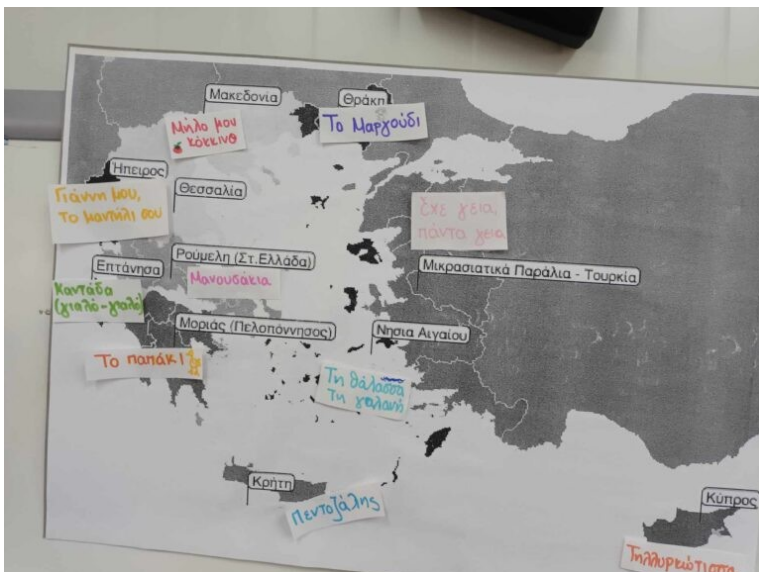 Μακεδονία
Θράκη
Μήλο μου
κόκκινο
Το Μαργούδι
Ήπειρος
Γιάννη μου,
το μαντήλι σου
Θεσσαλία
Έχε γεια,
πάντα γεια
Ρούμελη (Στ.Ελλάδα)
Μανουσάκια
Επτάνησα
Καντάδα
(γιαλό-γιαλό)
Μικρασιατικά Παράλια - Τουρκία
Μοριάς (Πελοπόννησος)
Νησια Αιγαίου
Το παπάκι
Τη θάλασσα
τη γαλανή
Κρήτη
Πεντοζάλης
Κύπρος
Τηλλυρκώτισσα